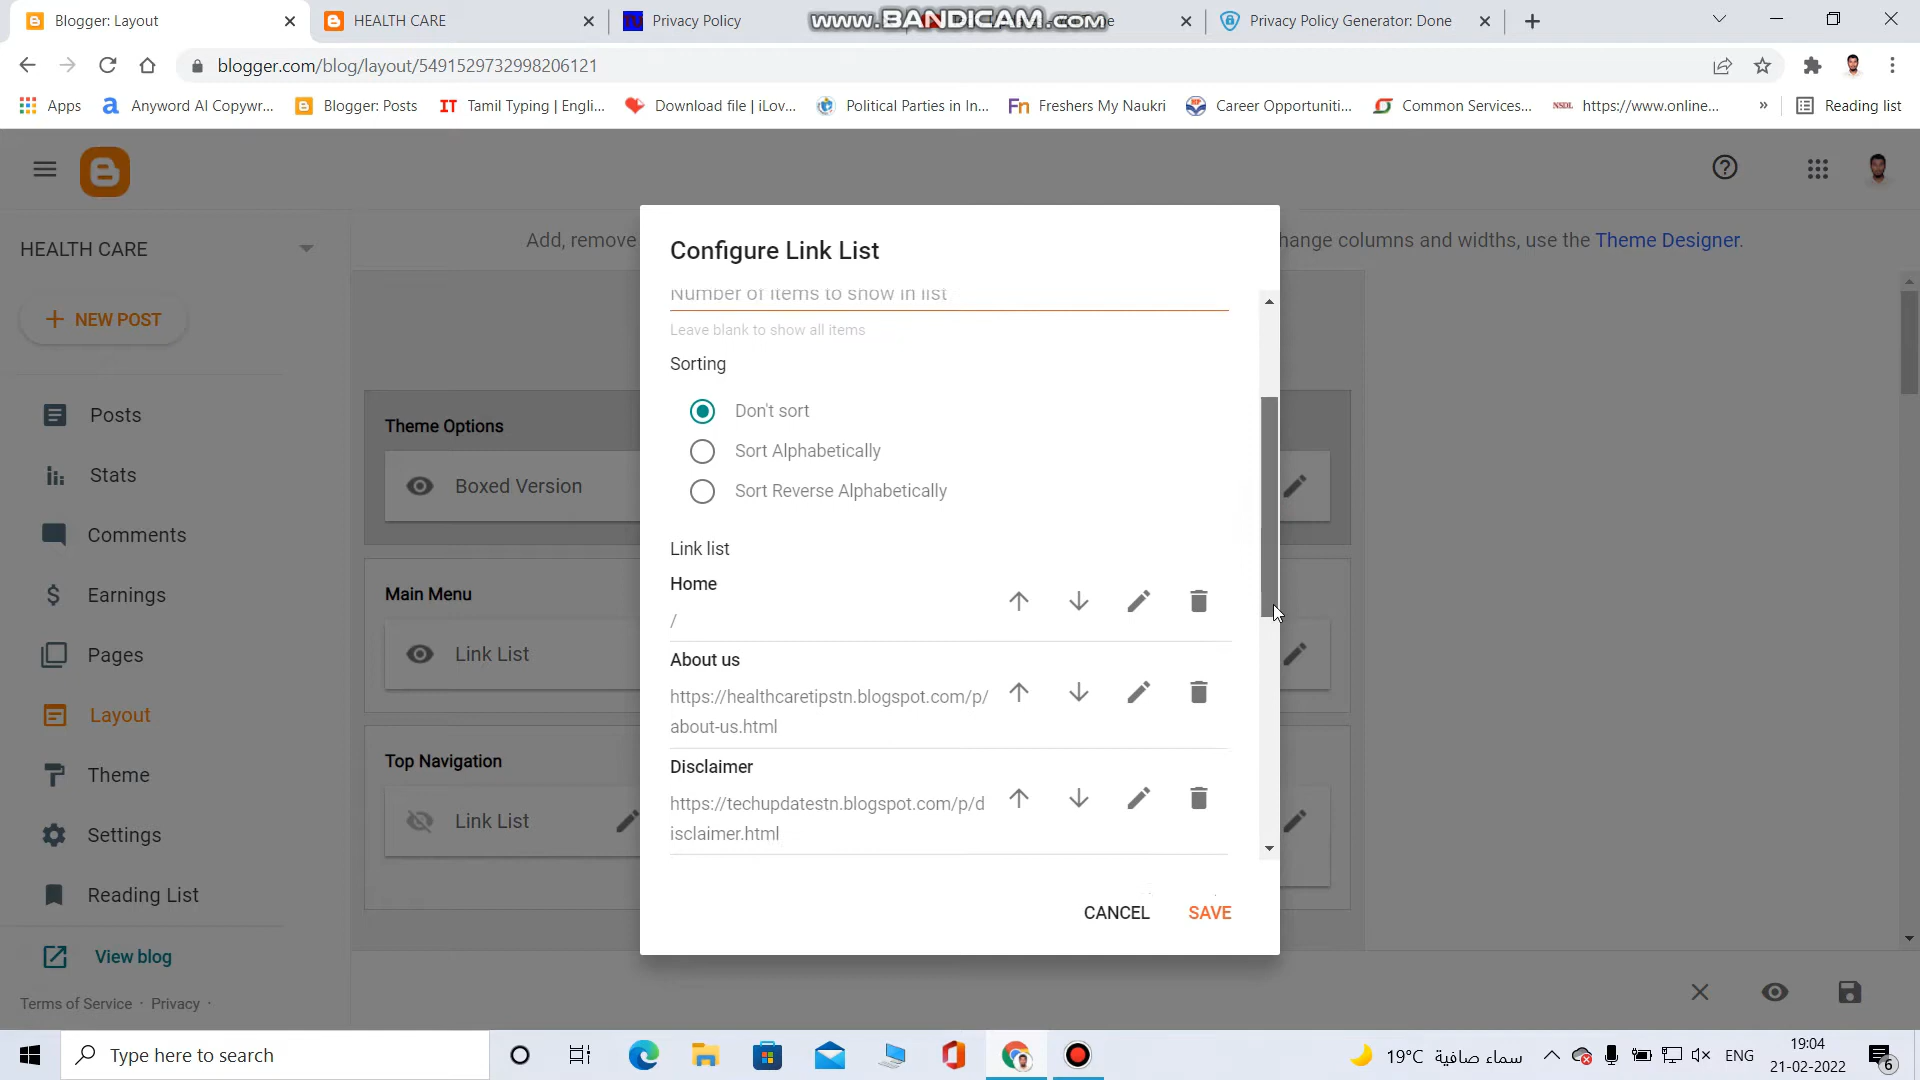 Blogger: Layout
HEALTH CARE
Privacy Policy
www.BANDICAM.com
Privacy Policy Generator: Done
blogger.com/blog/layout/5491529732998206121
Apps
Anyword AI Copywr...
Blogger: Posts
IT
Tamil Typing | Engli...
Download file | iLov...
Political Parties in In...
Fn
Freshers My Naukri
Career Opportuniti...
Common Services...
NSDL
https://www.online...
»
Reading list
HEALTH CARE
Add, remove
hange columns and widths, use the Theme Designer.
NEW POST
Posts
Stats
Comments
Earnings
Pages
Layout
Theme
Settings
Reading List
View blog
Terms of Service · Privacy ·
Theme Options
Boxed Version
Main Menu
Link List
Top Navigation
Link List
Configure Link List
Number of items to show in list
Leave blank to show all items
Sorting
Don't sort
Sort Alphabetically
Sort Reverse Alphabetically
Link list
Home
/
About us
https://healthcaretipstn.blogspot.com/p/
about-us.html
Disclaimer
https://techupdatestn.blogspot.com/p/d
isclaimer.html
CANCEL
SAVE
Type here to search
19°C
سماء صافية
ENG
19:04
21-02-2022
6